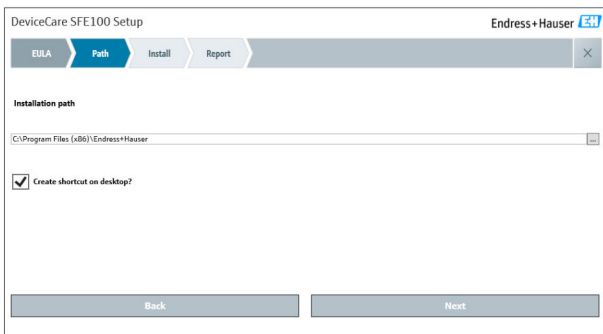 DeviceCare SFE100 Setup
Endress+Hauser EH
EULA Path Install Report
Installation path
C:\Program Files (x86)\Endress+Hauser
...
Create shortcut on desktop?
Back Next